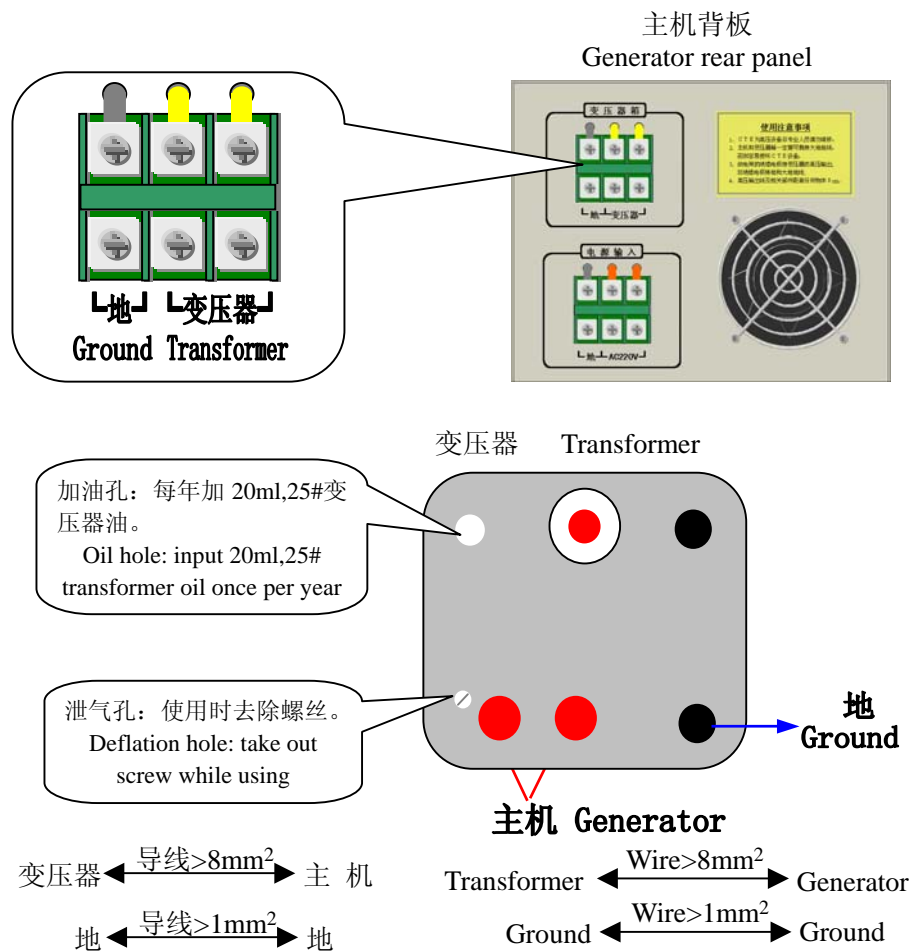 主机背板
Generator rear panel
变压器箱
使用注意事项
地 变压器
电源输入
地 AC220V
地 变压器
Ground Transformer
变压器 Transformer
加油孔：每年加 20ml,25#变
压器油。
Oil hole: input 20ml,25#
transformer oil once per year
泄气孔：使用时去除螺丝。
Deflation hole: take out
screw while using
地
Ground
主机 Generator
变压器 导线>8mm² 主 机
地 导线>1mm² 地
Transformer Wire>8mm² Generator
Ground Wire>1mm² Ground